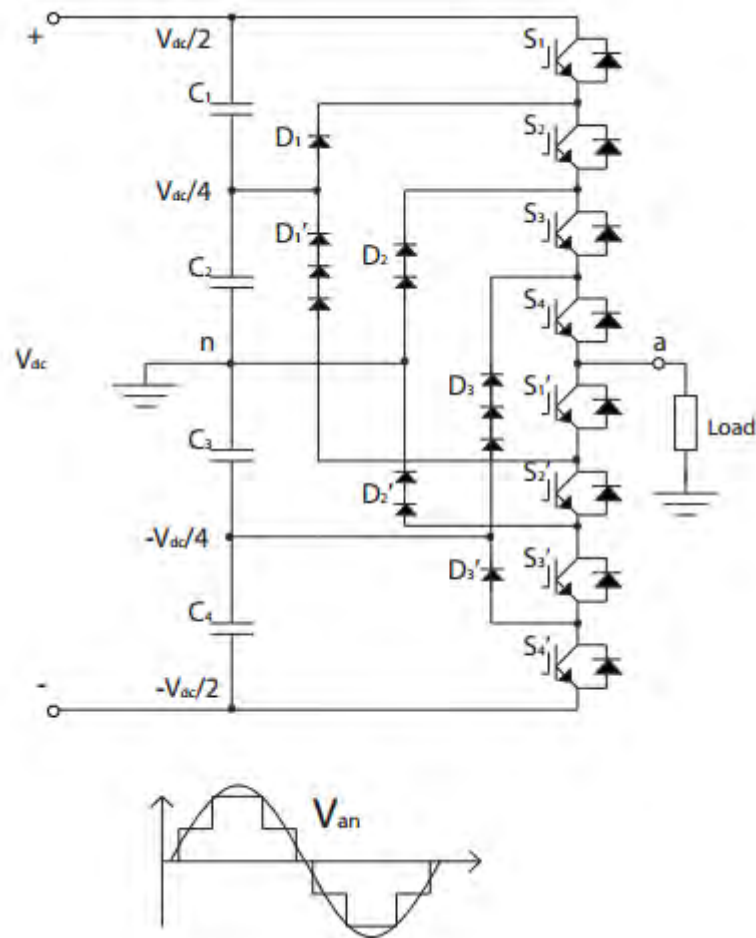 +
Vdc/2
S1
C1
D1
S2
Vdc/4
D1'
D2
S3
C2
S4
Vdc
n
a
D3
S1'
Load
C3
D2'
S2'
-Vdc/4
D3'
S3'
C4
S4'
-
-Vdc/2
Van